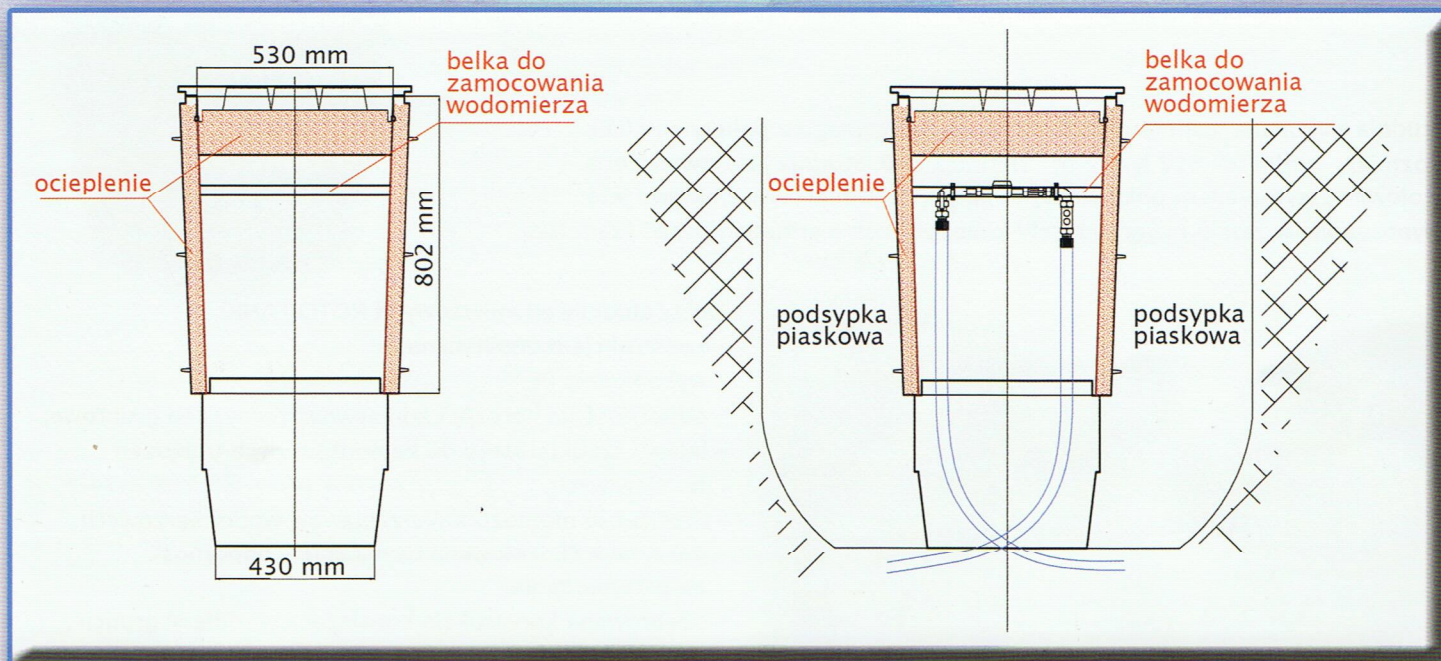 530 mm
belka do
zamocowania
wodomierza
ocieplenie
802 mm
430 mm
belka do
zamocowania
wodomierza
ocieplenie
podsypka
piaskowa
podsypka
piaskowa